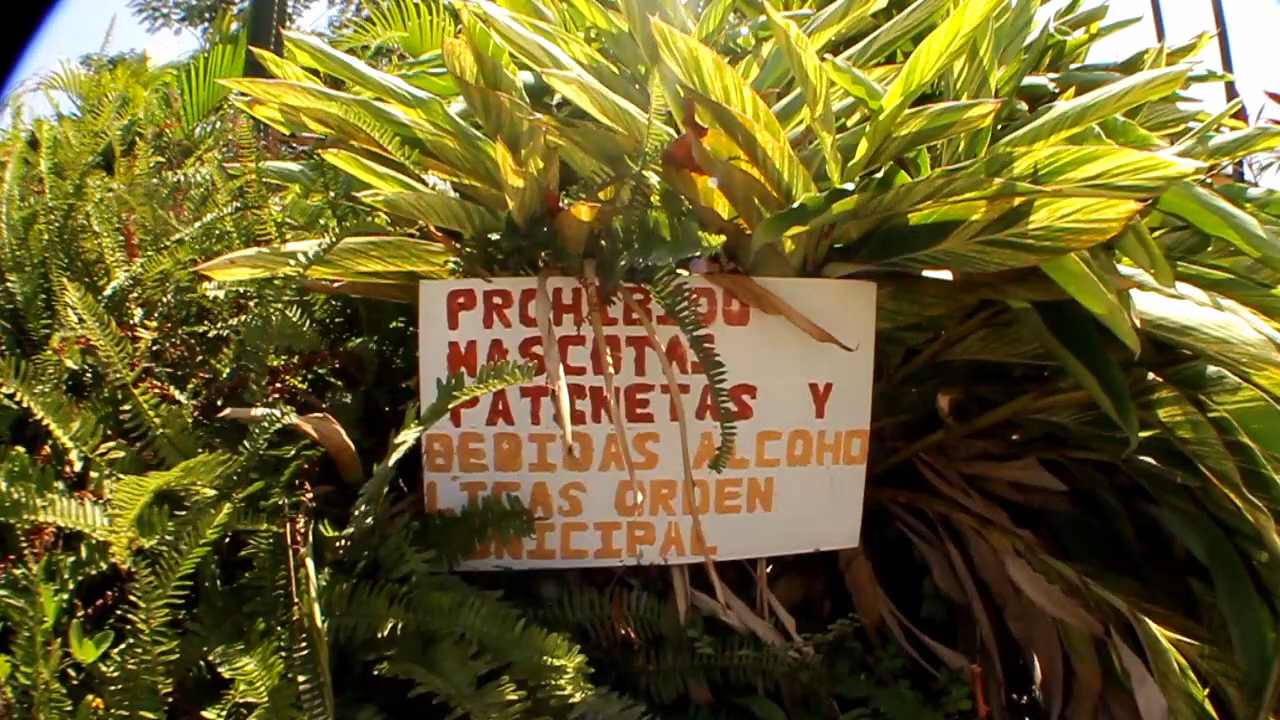 PROHIBIDO
MASCOTAS
PATINETAS Y
BEBIDAS ALCOHO
LICAS ORDEN
MUNICIPAL